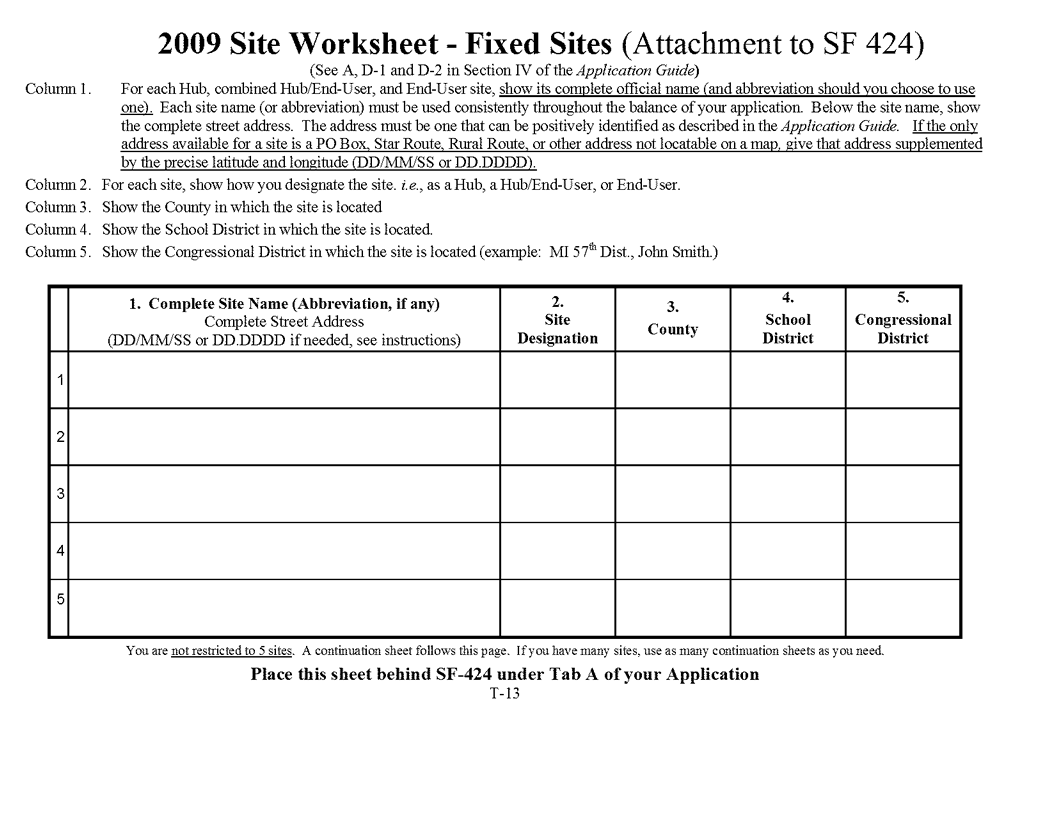 2009 Site Worksheet - Fixed Sites (Attachment to SF 424)
(See A, D-1 and D-2 in Section IV of the Application Guide)
Column 1. For each Hub, combined Hub/End-User, and End-User site, show its complete official name (and abbreviation should you choose to use
one). Each site name (or abbreviation) must be used consistently throughout the balance of your application. Below the site name, show
the complete street address. The address must be one that can be positively identified as described in the Application Guide. If the only
address available for a site is a PO Box, Star Route, Rural Route, or other address not locatable on a map, give that address supplemented
by the precise latitude and longitude (DD/MM/SS or DD.DDDD).
Column 2. For each site, show how you designate the site. i.e., as a Hub, a Hub/End-User, or End-User.
Column 3. Show the County in which the site is located
Column 4. Show the School District in which the site is located.
Column 5. Show the Congressional District in which the site is located (example: MI 57th Dist., John Smith.)
1. Complete Site Name (Abbreviation, if any)
Complete Street Address
(DD/MM/SS or DD.DDDD if needed, see instructions)
2.
Site
Designation
3.
County
4.
School
District
5.
Congressional
District
1
2
3
4
5
You are not restricted to 5 sites. A continuation sheet follows this page. If you have many sites, use as many continuation sheets as you need.
Place this sheet behind SF-424 under Tab A of your Application
T-13